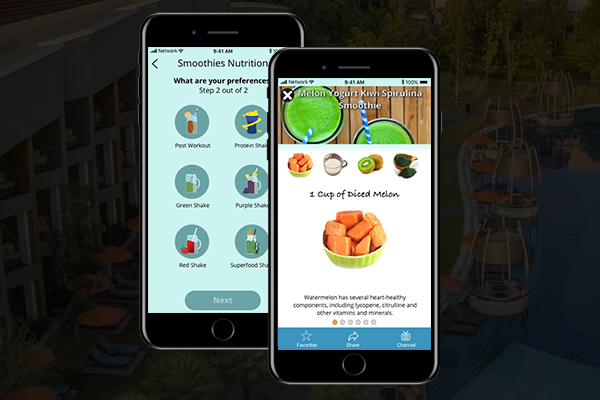 Network
9:41 AM
100%
Smoothies Nutrition
What are your preferences
Step 2 out of 2
Post Workout
Protein Shake
Green Shake
Purple Shake
Red Shake
Superfood Sha
Next
Network
9:41 AM
100%
Melon Yogurt Kiwi Spirulina
Smoothie
1 Cup of Diced Melon
Watermelon has several heart-healthy
components, including lycopene, citrulline and
other vitamins and minerals.
Favorites
Share
Channel